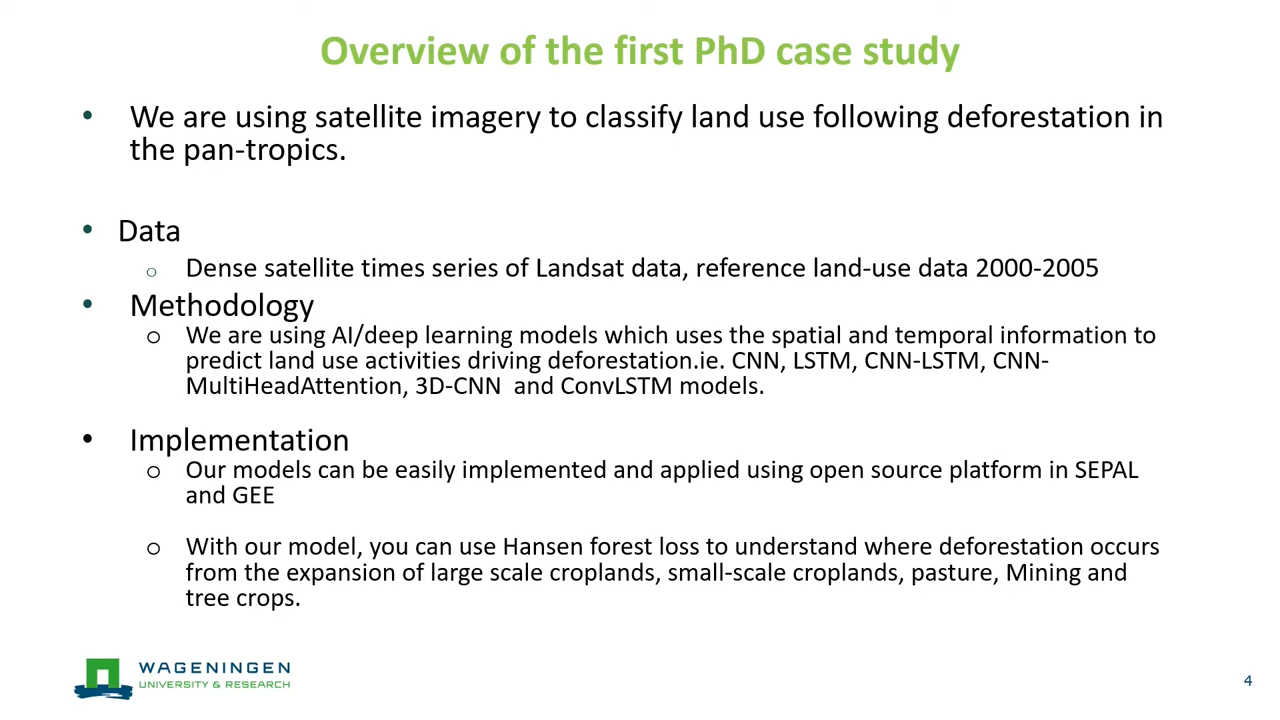 Overview of the first PhD case study
• We are using satellite imagery to classify land use following deforestation in
the pan-tropics.
• Data
o Dense satellite times series of Landsat data, reference land-use data 2000-2005
• Methodology
o We are using AI/deep learning models which uses the spatial and temporal information to
predict land use activities driving deforestation.ie. CNN, LSTM, CNN-LSTM, CNN-
MultiHeadAttention, 3D-CNN and ConvLSTM models.
• Implementation
o Our models can be easily implemented and applied using open source platform in SEPAL
and GEE
o With our model, you can use Hansen forest loss to understand where deforestation occurs
from the expansion of large scale croplands, small-scale croplands, pasture, Mining and
tree crops.
WAGENINGEN
UNIVERSITY & RESEARCH
4